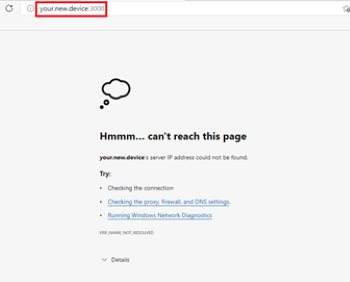 your.new.device:3000
Hmmm... can't reach this page
your.new.device's server IP address could not be found.
Try:
• Checking the connection
• Checking the proxy, firewall, and DNS settings.
• Running Windows Network Diagnostics
ERR_NAME_NOT_RESOLVED
Details